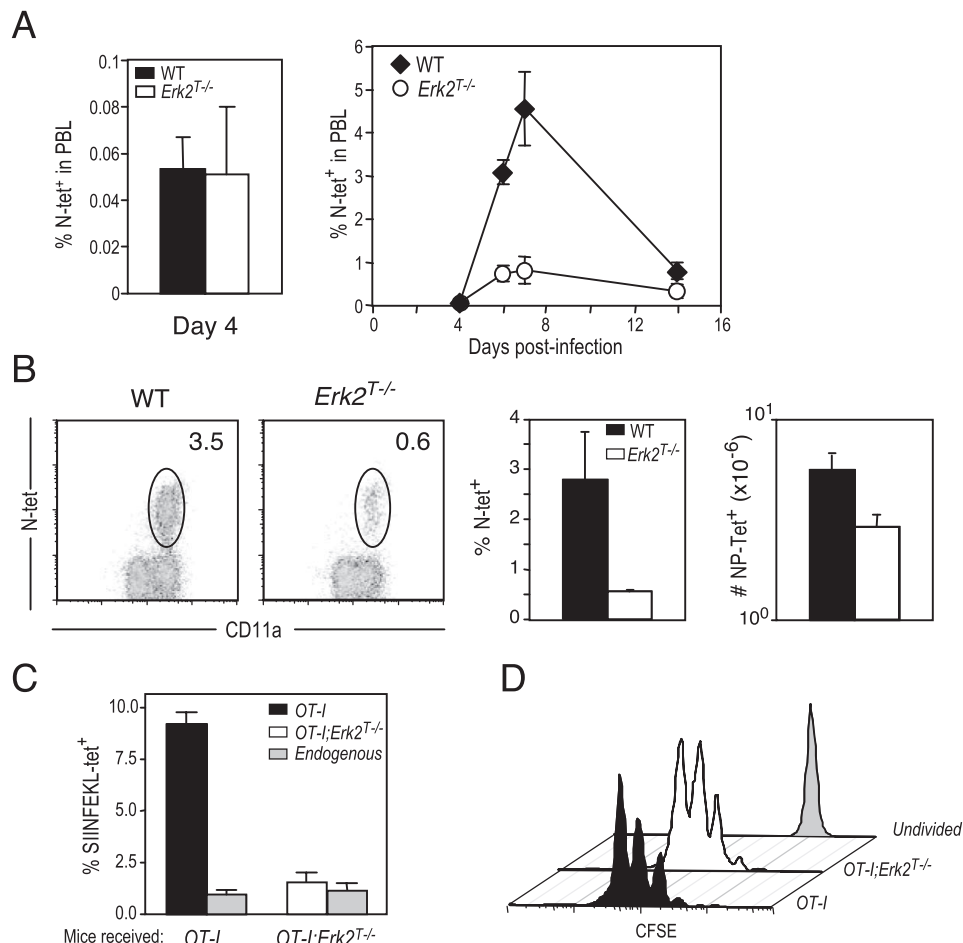 A
% N-tet+ in PBL
0.1
0.08
0.06
0.04
0.02
0
WT
Erk2T-/-
Day 4
% N-tet+ in PBL
6
5
4
3
2
1
0
WT
Erk2T-/-
0 4 8 12 16
Days post-infection
B
WT
Erk2T-/-
N-tet
3.5
0.6
CD11a
% N-tet+
4
3
2
1
0
WT
Erk2T-/-
# NP-Tet+ (x10-6)
10¹
10⁰
C
% SIINFEKL-tet+
10.0
7.5
5.0
2.5
0.0
OT-I
OT-I;Erk2T-/-
Endogenous
Mice received: OT-I OT-I;Erk2T-/-
D
Undivided
OT-I;Erk2T-/-
OT-I
CFSE